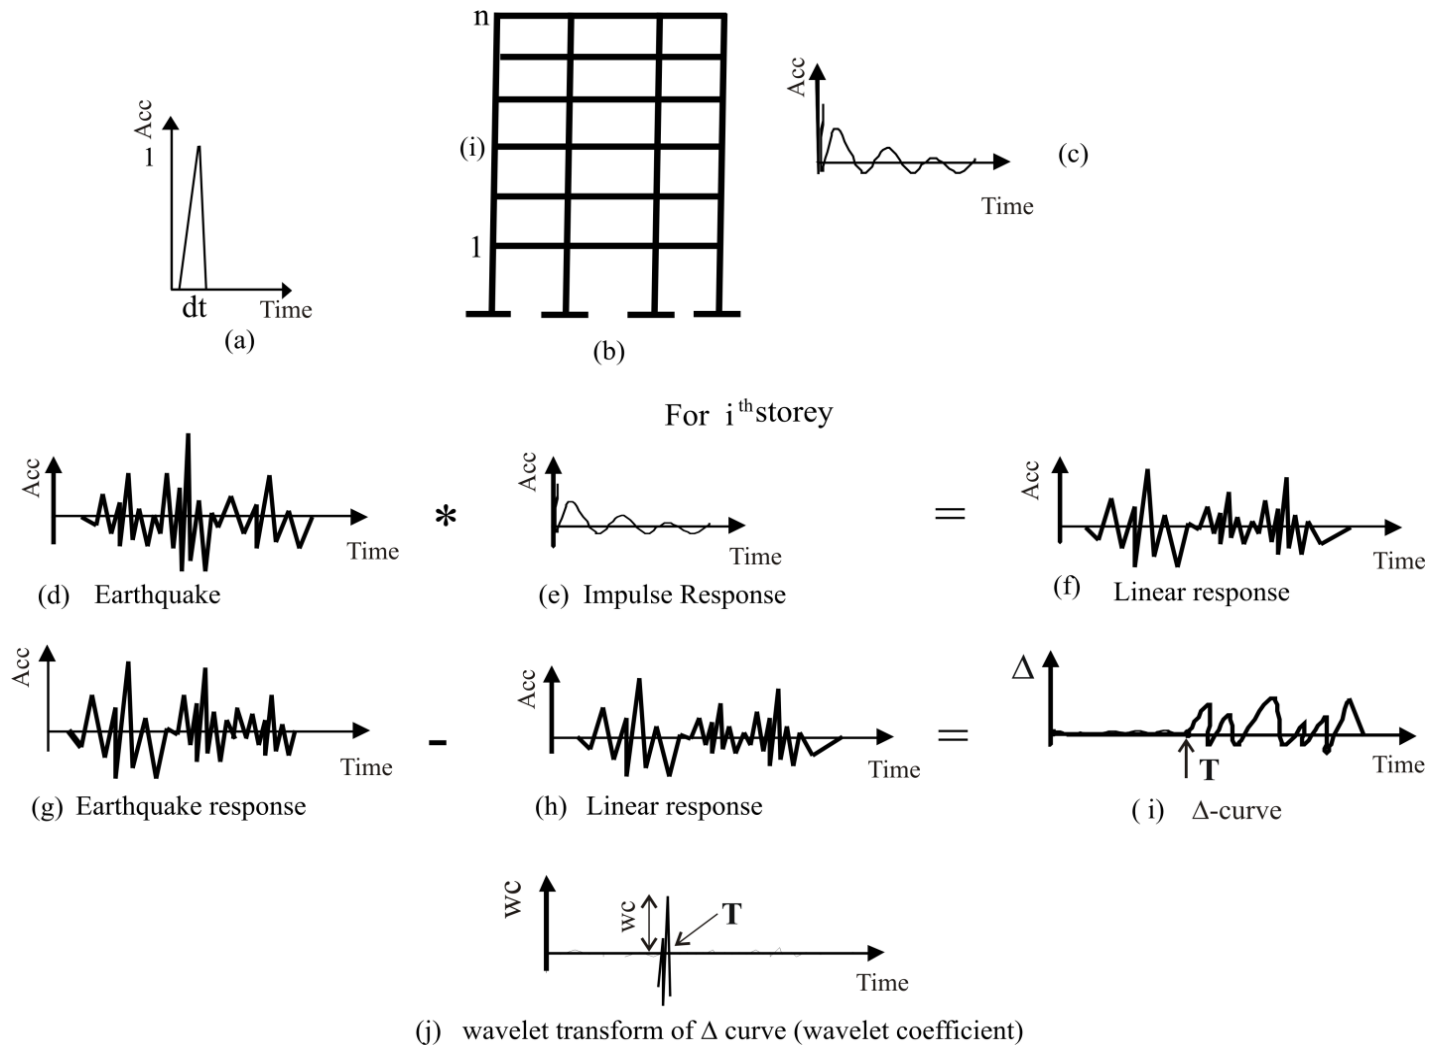 n
Acc
Acc
1
(i)
(c)
Time
1
dt
Time
(a)
(b)
For i th storey
Acc
Acc
Acc
*
=
Time
Time
Time
(d) Earthquake
(e) Impulse Response
(f) Linear response
Acc
Acc
Δ
-
=
Time
Time
T
Time
(g) Earthquake response
(h) Linear response
( i) Δ-curve
wc
wc
T
Time
(j) wavelet transform of Δ curve (wavelet coefficient)